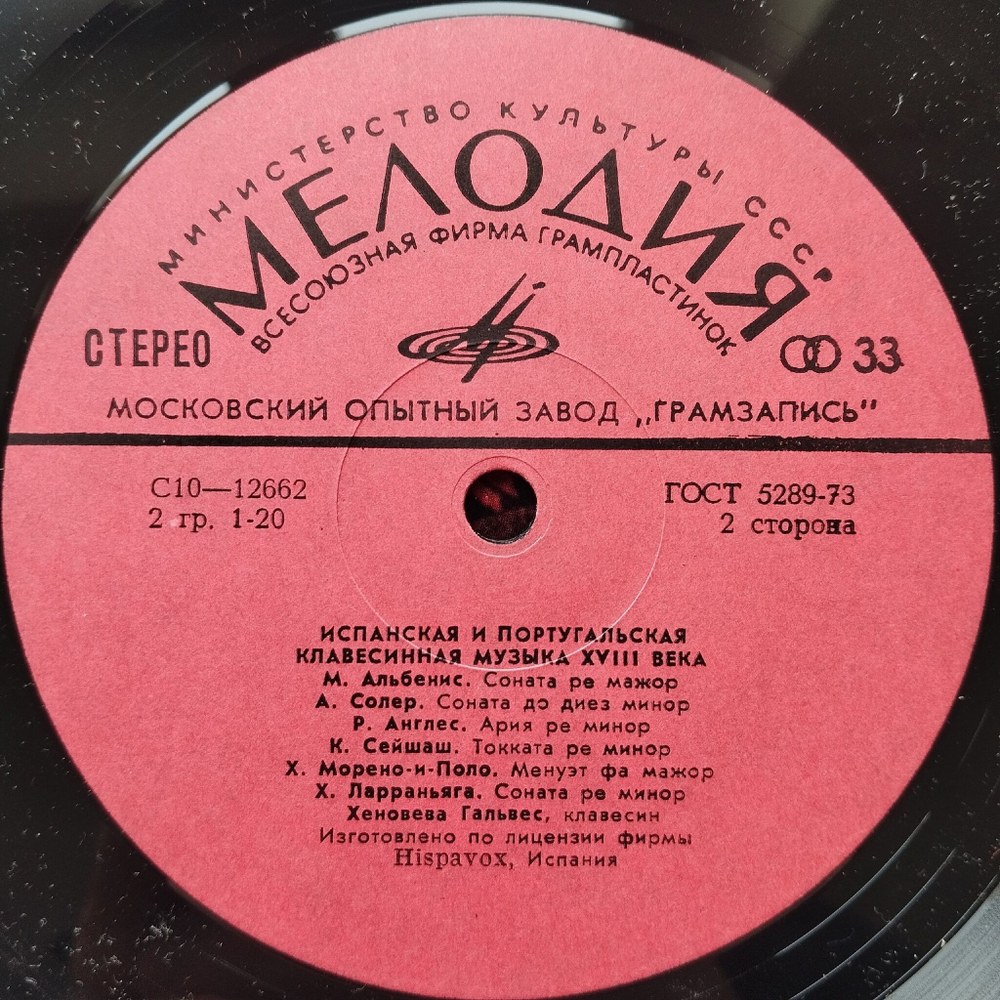 МИНИСТЕРСТВО КУЛЬТУРЫ СССР
МЕЛОДИЯ
ВСЕСОЮЗНАЯ ФИРМА ГРАМПЛАСТИНОК
СТЕРЕО
33
МОСКОВСКИЙ ОПЫТНЫЙ ЗАВОД „ГРАМЗАПИСЬ"
С10—12662
ГОСТ 5289-73
2 гр. 1-20
2 сторона
ИСПАНСКАЯ И ПОРТУГАЛЬСКАЯ
КЛАВЕСИННАЯ МУЗЫКА XVIII ВЕКА
М. Альбенис. Соната ре мажор
А. Солер. Соната до диез минор
Р. Англес. Ария ре минор
К. Сейшаш. Токката ре минор
Х. Морено-и-Поло. Менуэт фа мажор
Х. Ларраньяга. Соната ре минор
Хеновева Гальвес, клавесин
Изготовлено по лицензии фирмы
Hispavox, Испания